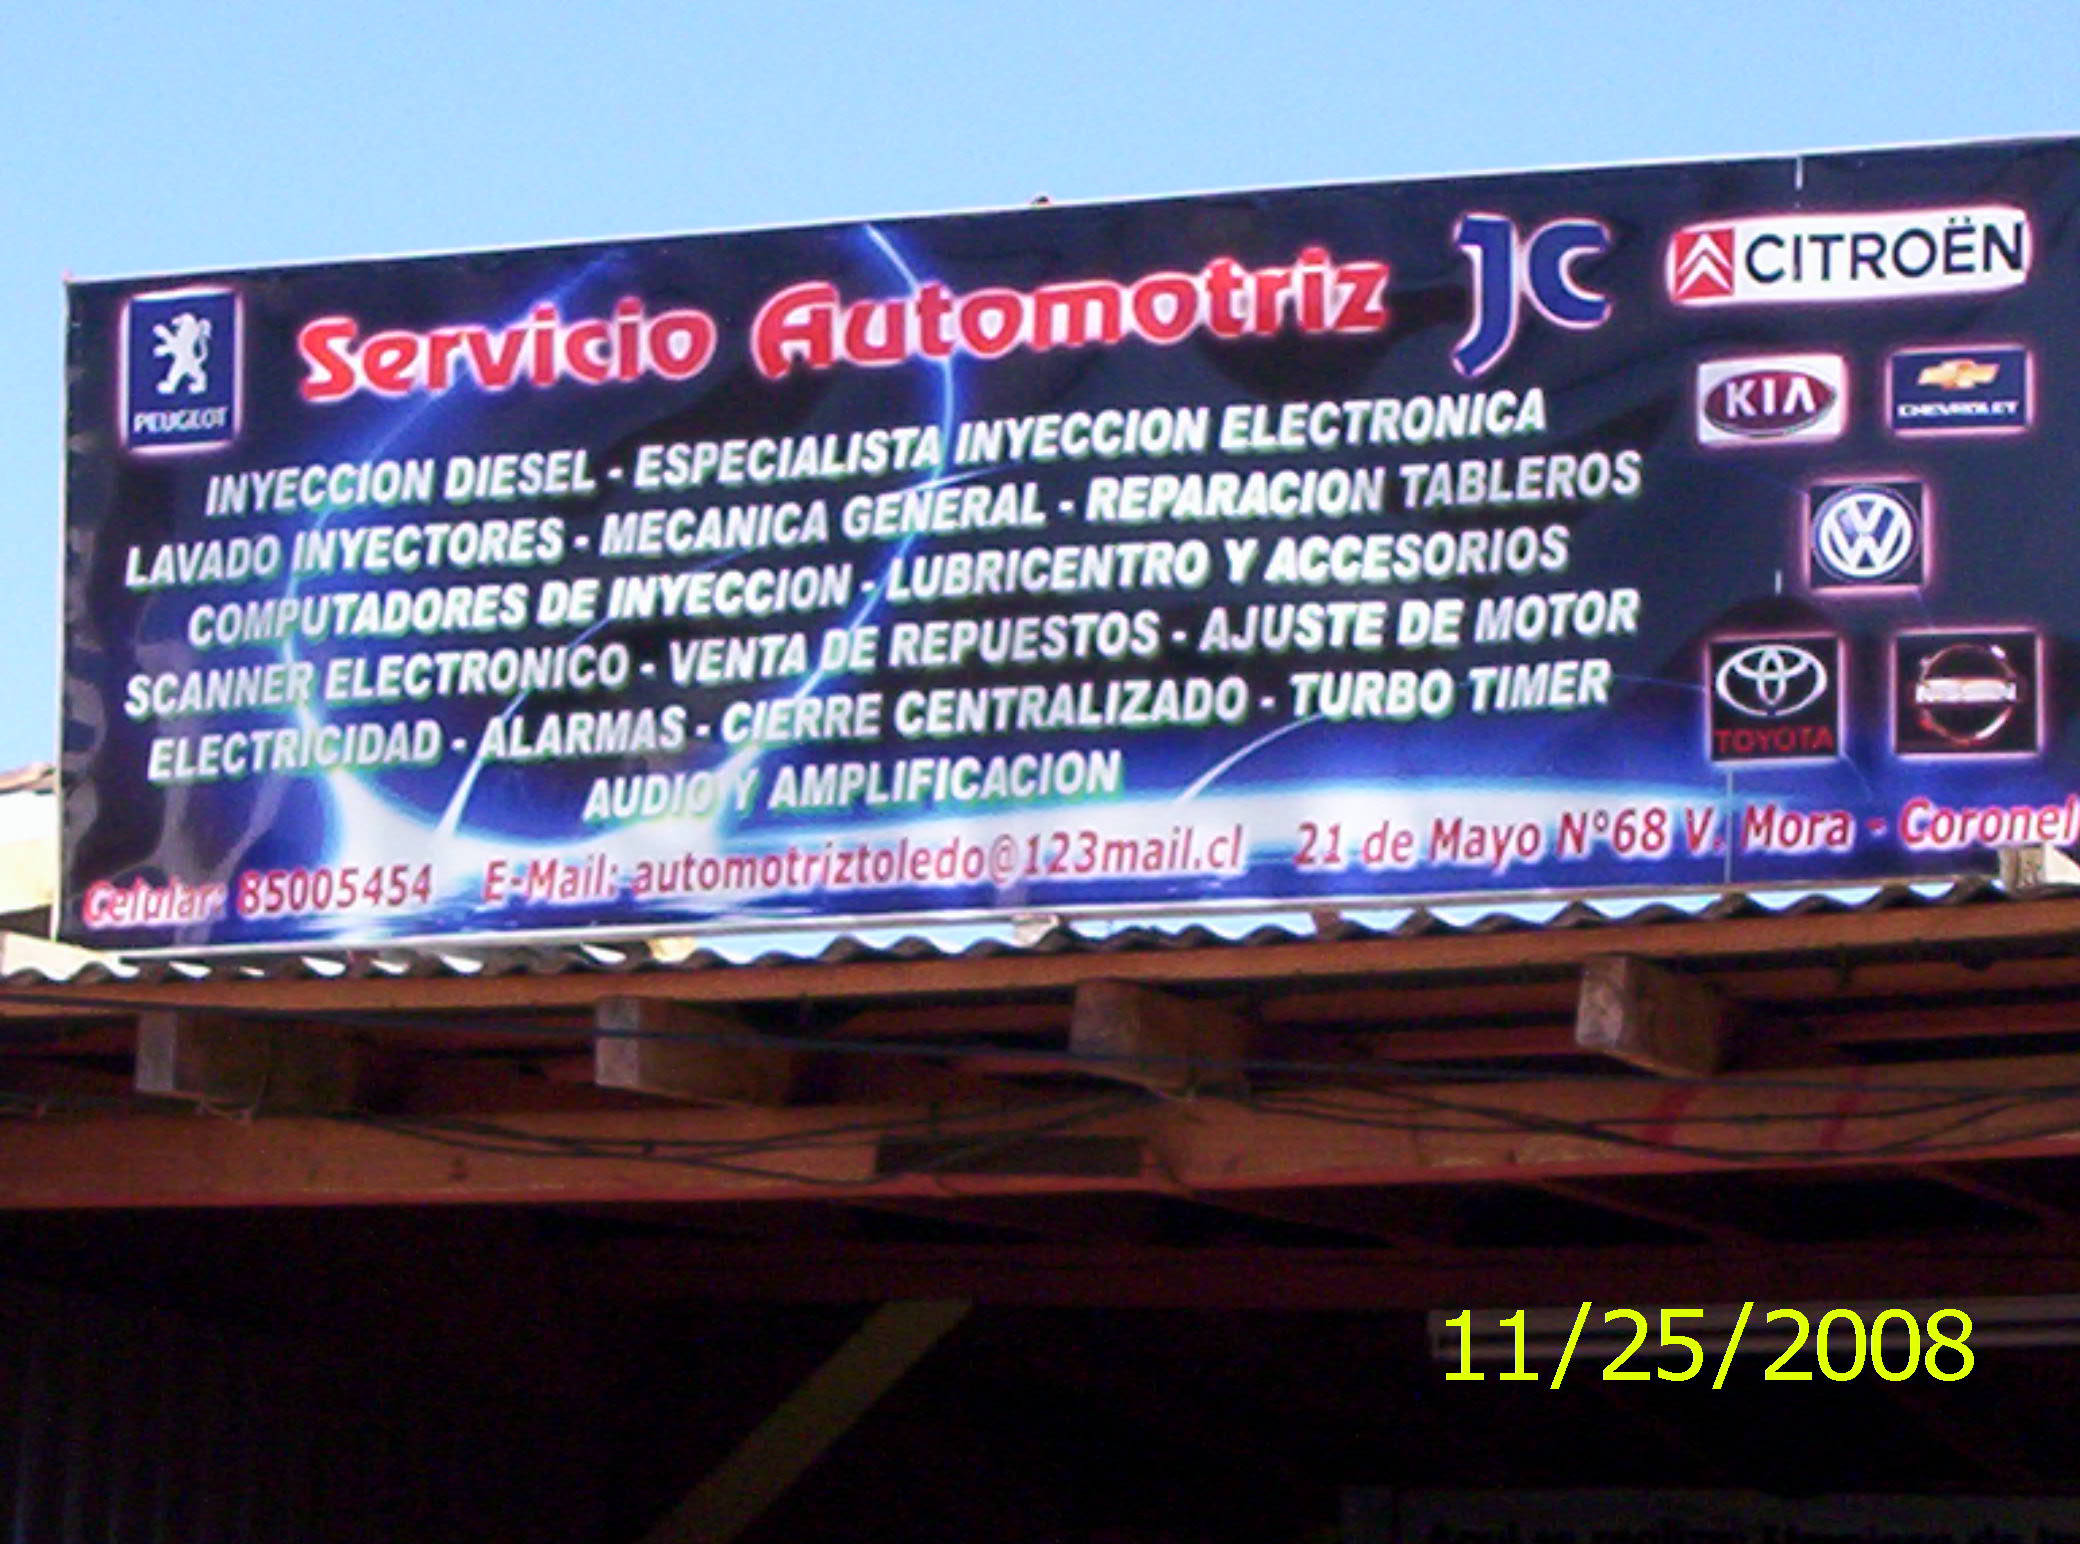 PEUGEOT
Servicio Automotriz JC
CITROËN
KIA
CHEVROLET
INYECCION DIESEL - ESPECIALISTA INYECCION ELECTRONICA
LAVADO INYECTORES - MECANICA GENERAL - REPARACION TABLEROS
COMPUTADORES DE INYECCION - LUBRICENTRO Y ACCESORIOS
SCANNER ELECTRONICO - VENTA DE REPUESTOS - AJUSTE DE MOTOR
ELECTRICIDAD - ALARMAS - CIERRE CENTRALIZADO - TURBO TIMER
AUDIO Y AMPLIFICACION
TOYOTA
NISSAN
Celular: 85005454 E-Mail: automotriztoledo@123mail.cl 21 de Mayo N°68 V. Mora - Coronel
11/25/2008